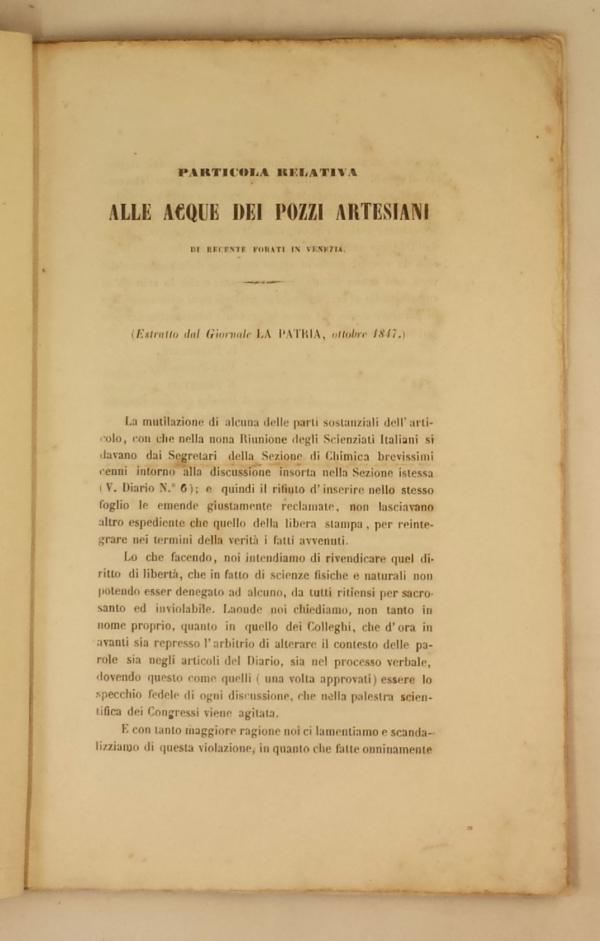 PARTICOLA RELATIVA
ALLE ACQUE DEI POZZI ARTESIANI
DI RECENTE FORATI IN VENEZIA.
(Estratto dal Giornale LA PATRIA, ottobre 1847.)
La mutilazione di alcuna delle parti sostanziali dell'arti-
colo, con che nella nona Riunione degli Scienziati Italiani si
davano dai Segretari della Sezione di Chimica brevissimi
cenni intorno alla discussione insorta nella Sezione istessa
(V. Diario N.° 6); e quindi il rifiuto d'inserire nello stesso
foglio le emende giustamente reclamate, non lasciavano
altro espediente che quello della libera stampa, per reinte-
grare nei termini della verità i fatti avvenuti.
Lo che facendo, noi intendiamo di rivendicare quel di-
ritto di libertà, che in fatto di scienze fisiche e naturali non
potendo esser denegato ad alcuno, da tutti ritiensi per sacro-
santo ed inviolabile. Laonde noi chiediamo, non tanto in
nome proprio, quanto in quello dei Colleghi, che d'ora in
avanti sia represso l'arbitrio di alterare il contesto delle pa-
role sia negli articoli del Diario, sia nel processo verbale,
dovendo questo come quelli (una volta approvati) essere lo
specchio fedele di ogni discussione, che nella palestra scien-
tifica dei Congressi viene agitata.
E con tanto maggiore ragione noi ci lamentiamo e scanda-
lizziamo di questa violazione, in quanto che fatte onninamente